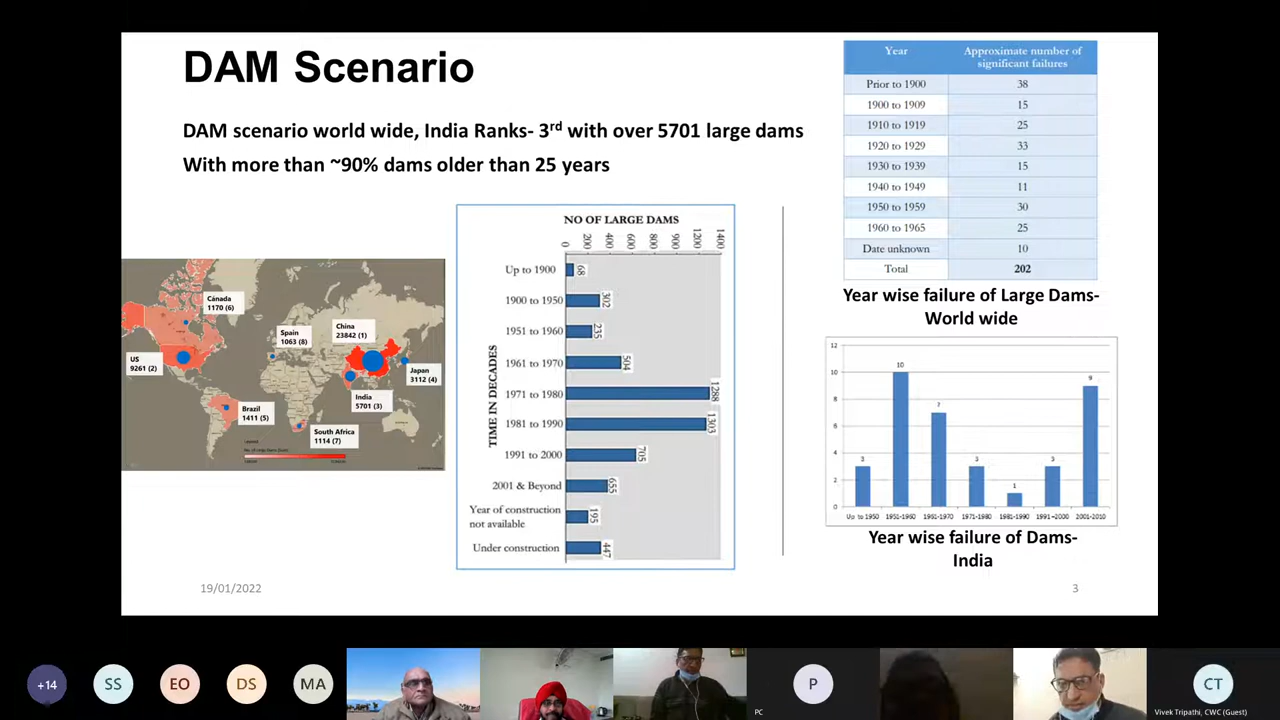 DAM Scenario
DAM scenario world wide, India Ranks- 3rd with over 5701 large dams
With more than ~90% dams older than 25 years
Canada
1170 (6)
US
9261 (2)
Spain
1063 (8)
China
23842 (1)
Japan
3112 (4)
India
5701 (3)
Brazil
1411 (5)
South Africa
1114 (7)
NO OF LARGE DAMS
0 200 400 600 800 900 1200 1400
TIME IN DECADES
Up to 1900 68
1900 to 1950 302
1951 to 1960 235
1961 to 1970 504
1971 to 1980 1288
1981 to 1990 1303
1991 to 2000 705
2001 & Beyond 655
Year of construction
not available 195
Under construction 447
Year Approximate number of
significant failures
Prior to 1900 38
1900 to 1909 15
1910 to 1919 25
1920 to 1929 33
1930 to 1939 15
1940 to 1949 11
1950 to 1959 30
1960 to 1965 25
Date unknown 10
Total 202
Year wise failure of Large Dams-
World wide
12
10
8
6
4
2
0
3 10 7 3 1 3 9
Up to 1950 1951-1960 1961-1970 1971-1980 1981-1990 1991-2000 2001-2010
Year wise failure of Dams-
India
19/01/2022
3
+14 SS EO DS MA P CT
PC
Vivek Tripathi, CWC (Guest)